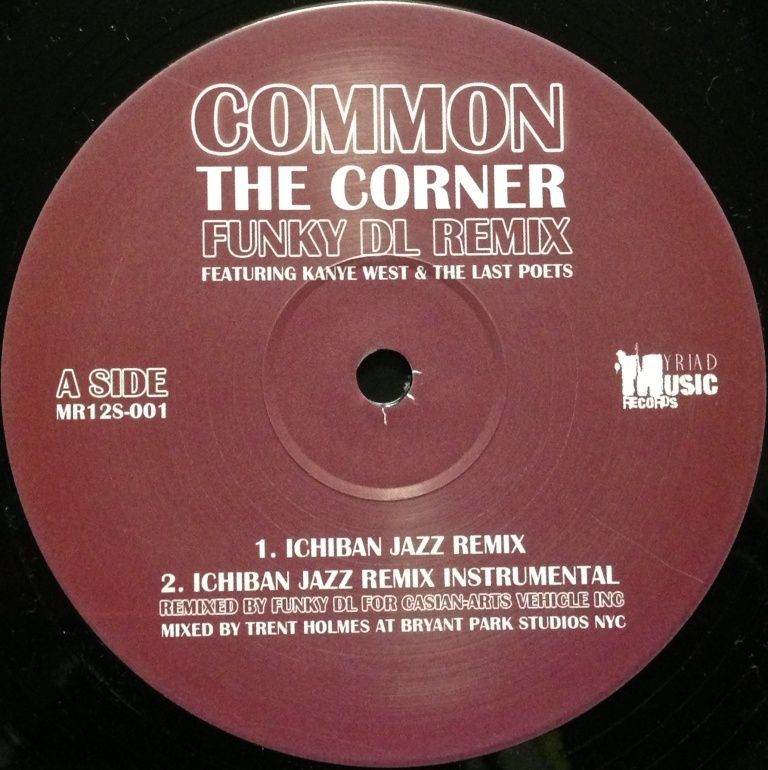 COMMON
THE CORNER
FUNKY DL REMIX
FEATURING KANYE WEST & THE LAST POETS
A SIDE
MR12S-001
MYRIAD
MUSIC
RECORDS
1. ICHIBAN JAZZ REMIX
2. ICHIBAN JAZZ REMIX INSTRUMENTAL
REMIXED BY FUNKY DL FOR CASIAN-ARTS VEHICLE INC
MIXED BY TRENT HOLMES AT BRYANT PARK STUDIOS NYC